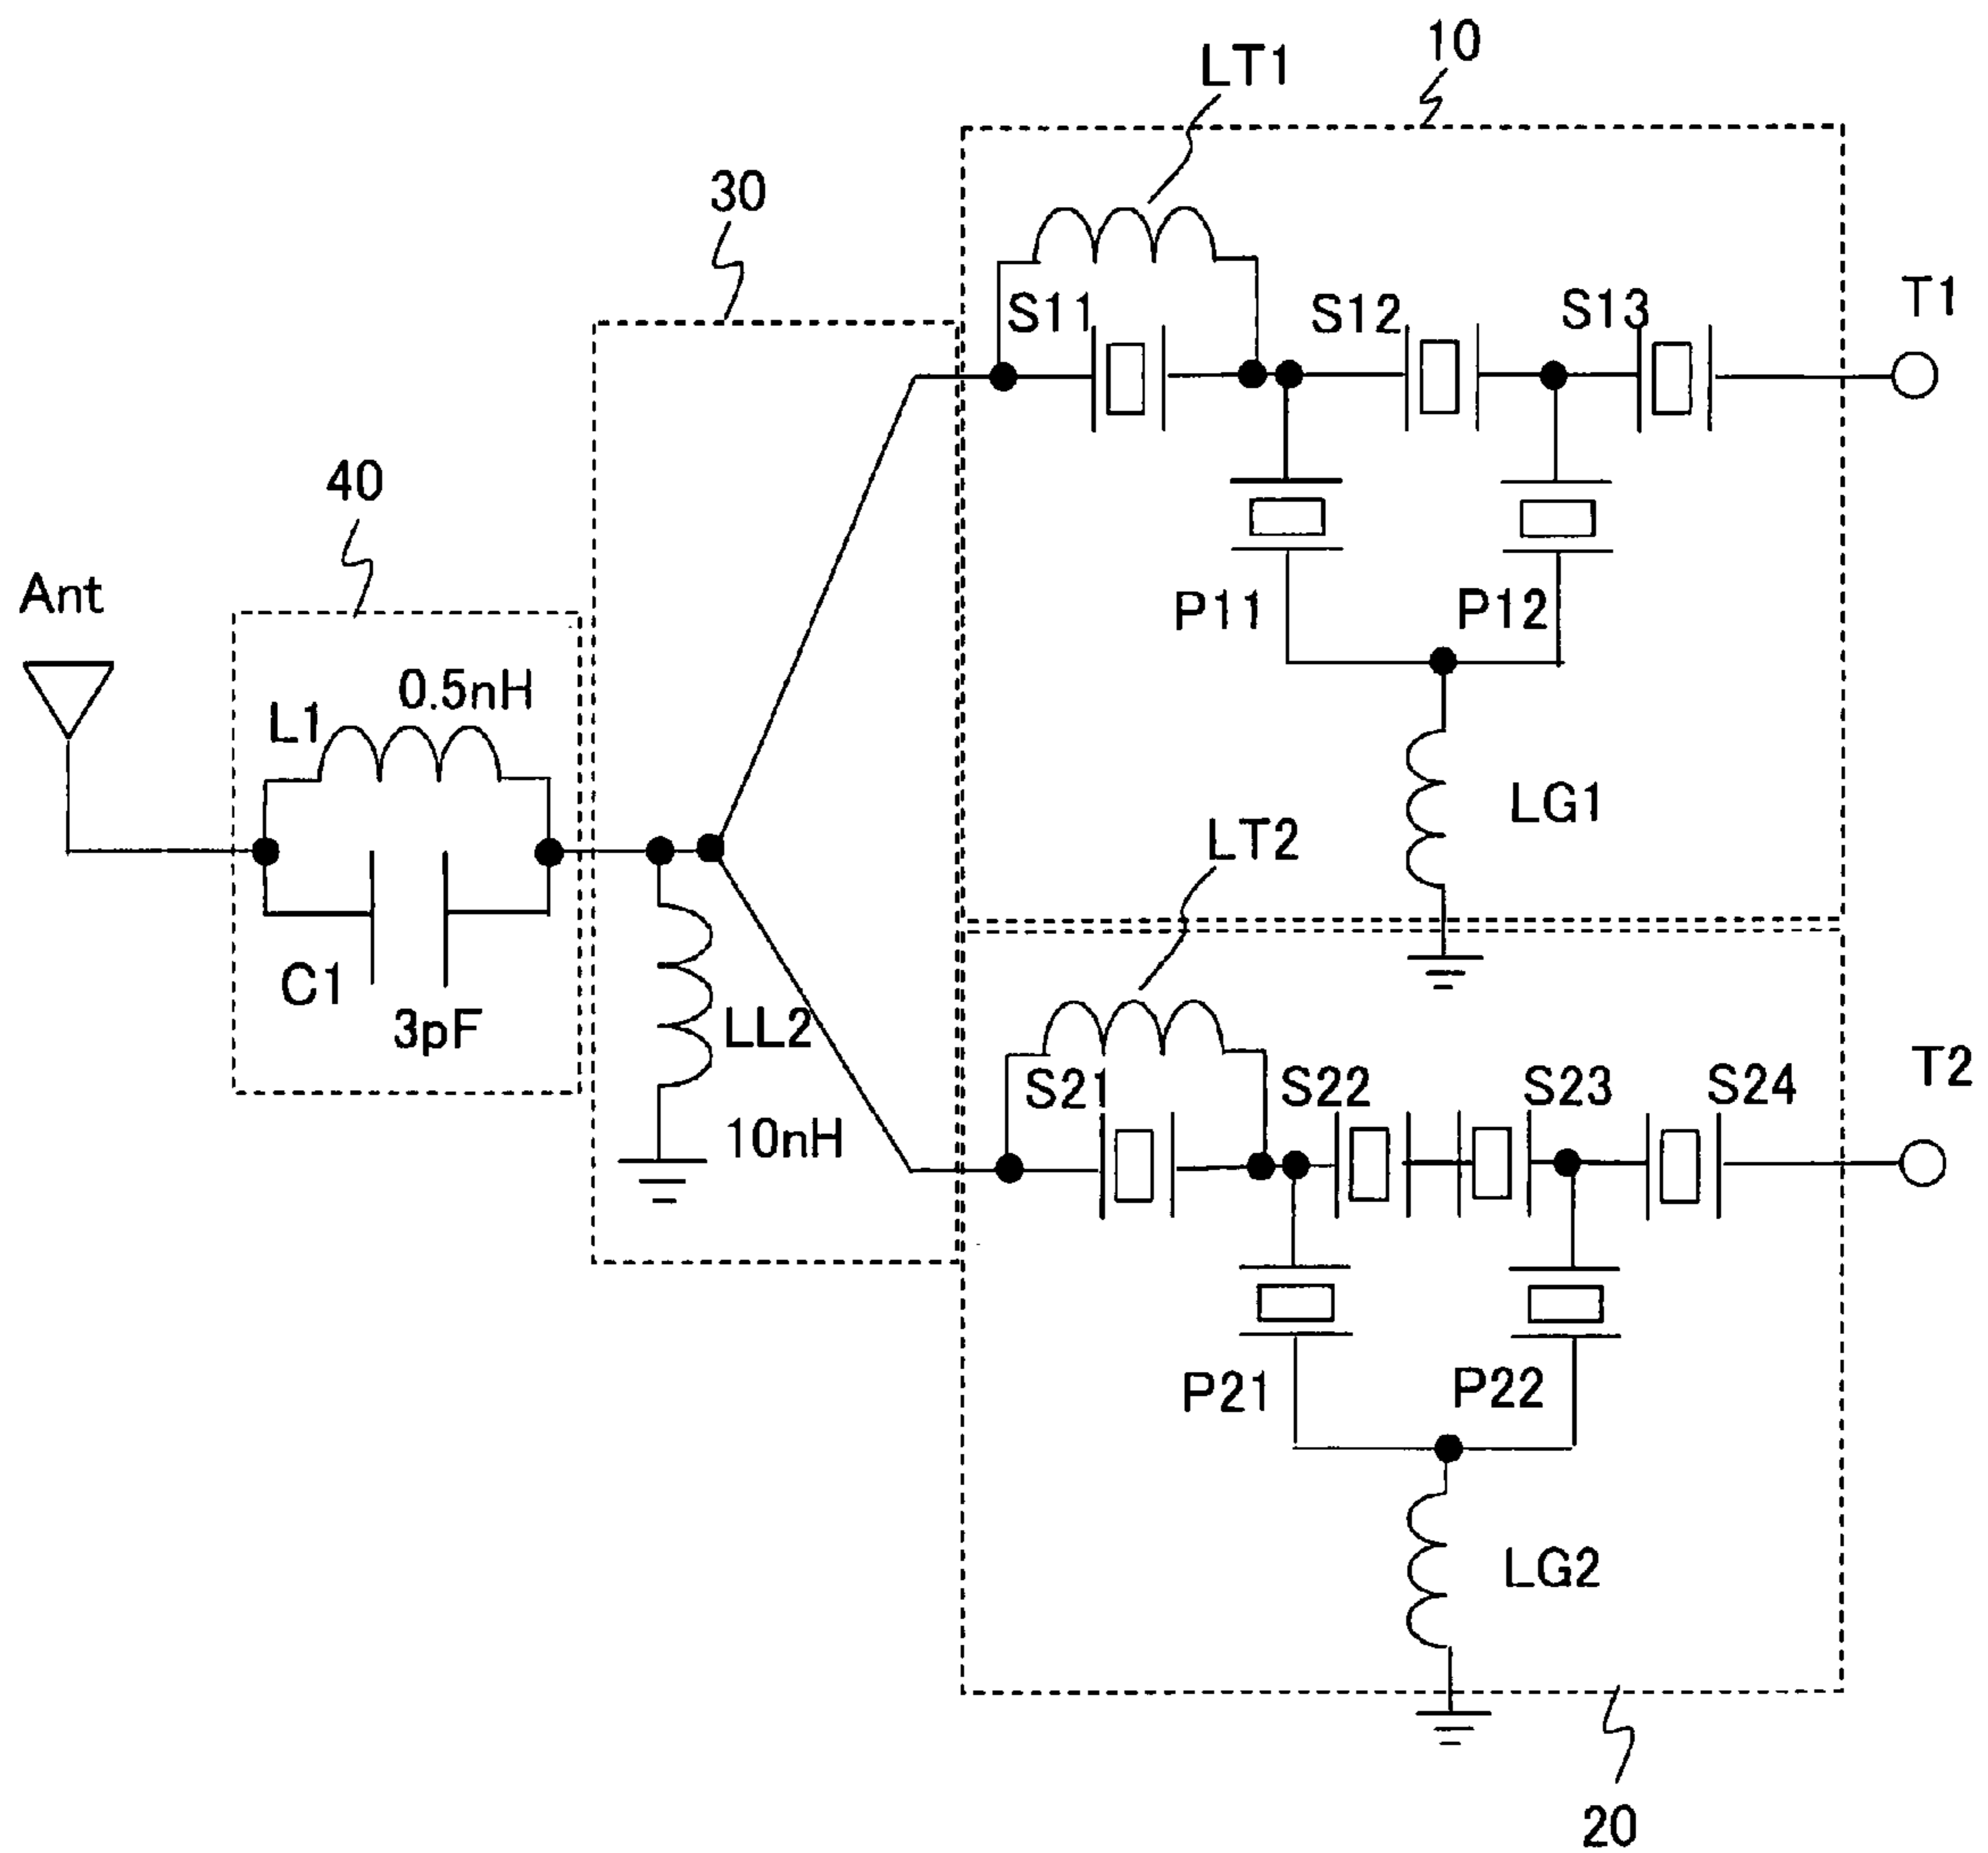 10
LT1
30
S11
S12
S13
T1
40
Ant
P11
P12
0.5nH
L1
LG1
LT2
C1
3pF
LL2
10nH
S21
S22
S23
S24
T2
P21
P22
LG2
20